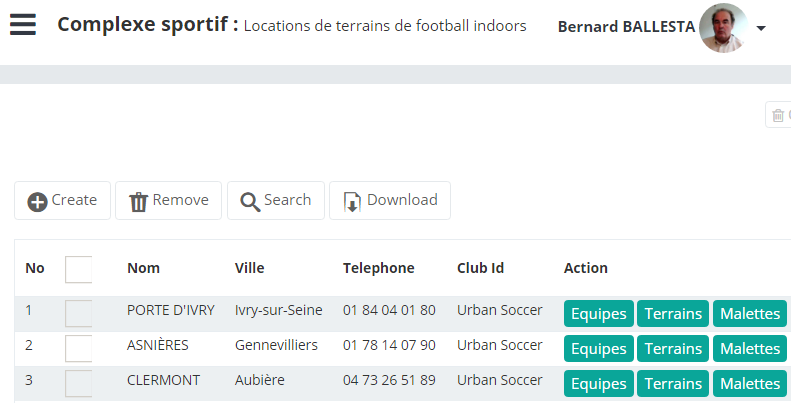 Complexe sportif : Locations de terrains de football indoors Bernard BALLESTA
Create Remove Search Download
No Nom Ville Telephone Club Id Action
1 PORTE D'IVRY Ivry-sur-Seine 01 84 04 01 80 Urban Soccer Equipes Terrains Malettes
2 ASNIÈRES Gennevilliers 01 78 14 07 90 Urban Soccer Equipes Terrains Malettes
3 CLERMONT Aubière 04 73 26 51 89 Urban Soccer Equipes Terrains Malettes